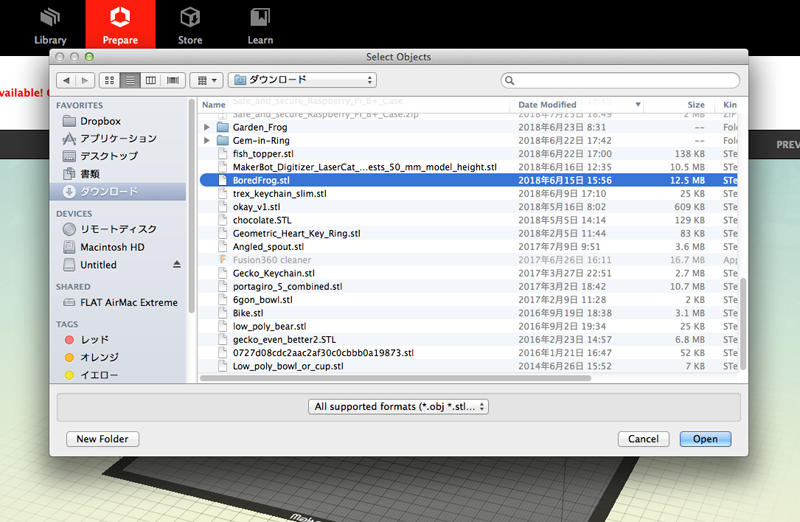 Library Prepare Store Learn
Select Objects
vailable!
ダウンロード
Name Date Modified Size Kin
Safe_and_secure_Raspberry_Pi_B+_Case
Safe_and_secure_Raspberry_Pi_B+_Case.zip 2018年7月23日 18:49 2 MB ZIP
Garden_Frog 2018年6月23日 8:31 -- Fold
Gem-in-Ring 2018年6月22日 17:42 -- Fold
fish_topper.stl 2018年6月22日 17:00 138 KB STe
MakerBot_Digitizer_LaserCat_...ests_50_mm_model_height.stl 2018年6月26日 12:35 10.5 MB STe
BoredFrog.stl 2018年6月15日 15:56 12.5 MB STe
trex_keychain_slim.stl 2018年6月9日 17:10 25 KB STe
okay_v1.stl 2018年5月16日 8:02 609 KB STe
chocolate.STL 2018年5月5日 14:14 129 KB STe
Geometric_Heart_Key_Ring.stl 2018年2月5日 11:44 83 KB STe
Angled_spout.stl 2017年7月9日 9:51 3.6 MB STe
Fusion360 cleaner 2017年6月26日 16:11 16.7 MB App
Gecko_Keychain.stl 2017年3月27日 22:51 2.7 MB STe
portagiro_5_combined.stl 2017年3月2日 18:42 10.7 MB STe
6gon_bowl.stl 2017年2月9日 11:28 2 KB STe
Bike.stl 2016年9月19日 18:38 3.1 MB STe
low_poly_bear.stl 2016年9月2日 19:34 25 KB STe
gecko_even_better2.STL 2016年2月23日 14:57 6.8 MB STe
0727d08cdc2aac2af30c0cbbb0a19873.stl 2016年1月21日 16:47 52 KB STe
Low_poly_bowl_or_cup.stl 2014年6月26日 15:52 7 KB STe
FAVORITES
Dropbox
アプリケーション
デスクトップ
書類
ダウンロード
DEVICES
リモートディスク
Macintosh HD
Untitled
SHARED
FLAT AirMac Extreme
TAGS
レッド
オレンジ
イエロー
PREV
All supported formats (*.obj *.stl...
New Folder Cancel Open